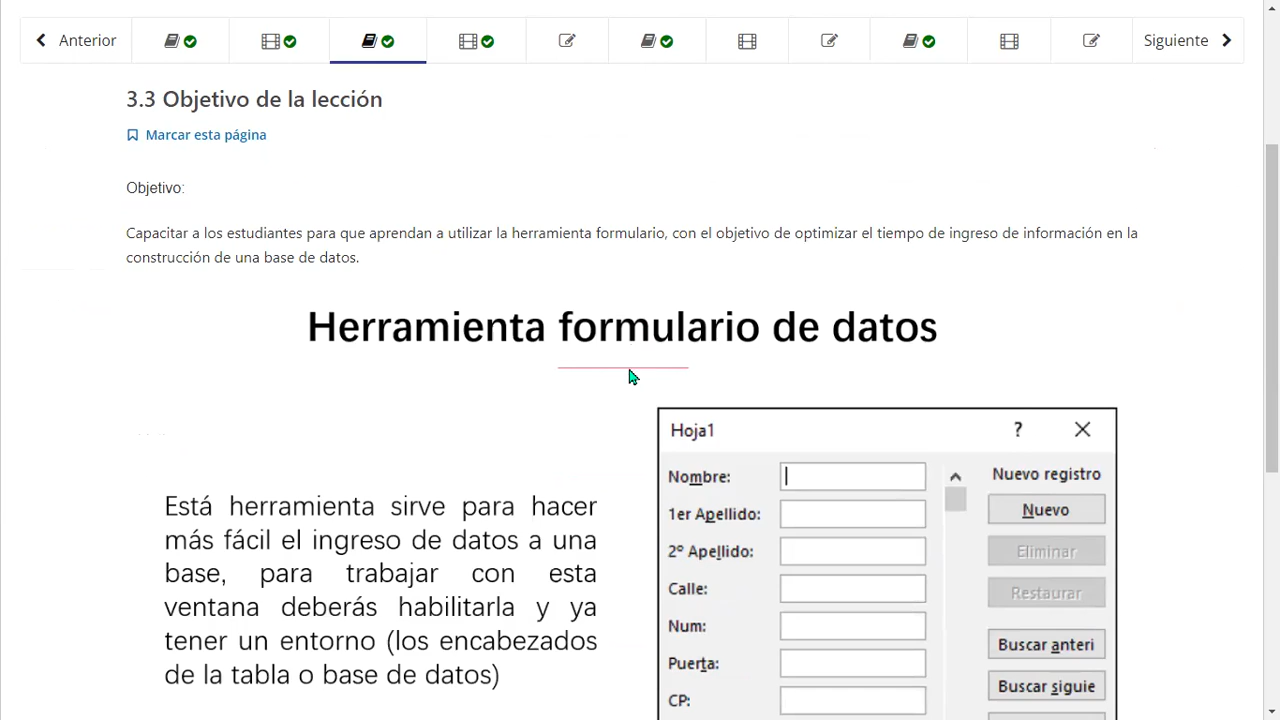 Anterior
Siguiente
3.3 Objetivo de la lección
Marcar esta página
Objetivo:
Capacitar a los estudiantes para que aprendan a utilizar la herramienta formulario, con el objetivo de optimizar el tiempo de ingreso de información en la
construcción de una base de datos.
Herramienta formulario de datos
Está herramienta sirve para hacer
más fácil el ingreso de datos a una
base, para trabajar con esta
ventana deberás habilitarla y ya
tener un entorno (los encabezados
de la tabla o base de datos)
Hoja1
?
Nombre:
1er Apellido:
2º Apellido:
Calle:
Num:
Puerta:
CP:
Nuevo registro
Nuevo
Eliminar
Restaurar
Buscar anteri
Buscar siguie